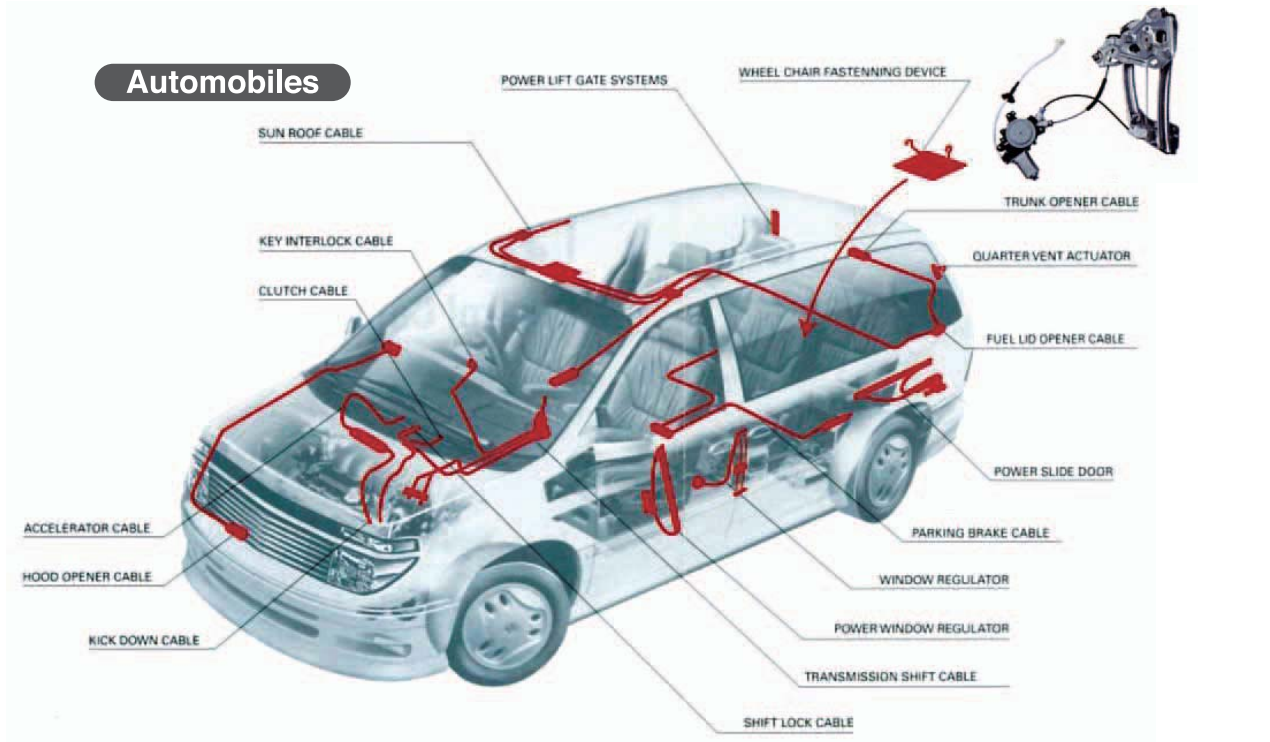 Automobiles
POWER LIFT GATE SYSTEMS
WHEEL CHAIR FASTENNING DEVICE
SUN ROOF CABLE
TRUNK OPENER CABLE
KEY INTERLOCK CABLE
QUARTER VENT ACTUATOR
CLUTCH CABLE
FUEL LID OPENER CABLE
POWER SLIDE DOOR
ACCELERATOR CABLE
PARKING BRAKE CABLE
HOOD OPENER CABLE
WINDOW REGULATOR
KICK DOWN CABLE
POWER WINDOW REGULATOR
TRANSMISSION SHIFT CABLE
SHIFT LOCK CABLE